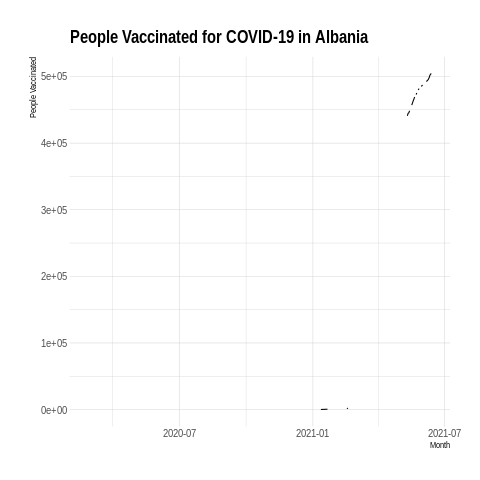 People Vaccinated for COVID-19 in Albania
People Vaccinated
5e+05
4e+05
3e+05
2e+05
1e+05
0e+00
2020-07
2021-01
2021-07
Month